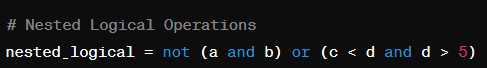 # Nested Logical Operations
nested_logical = not (a and b) or (c < d and d > 5)